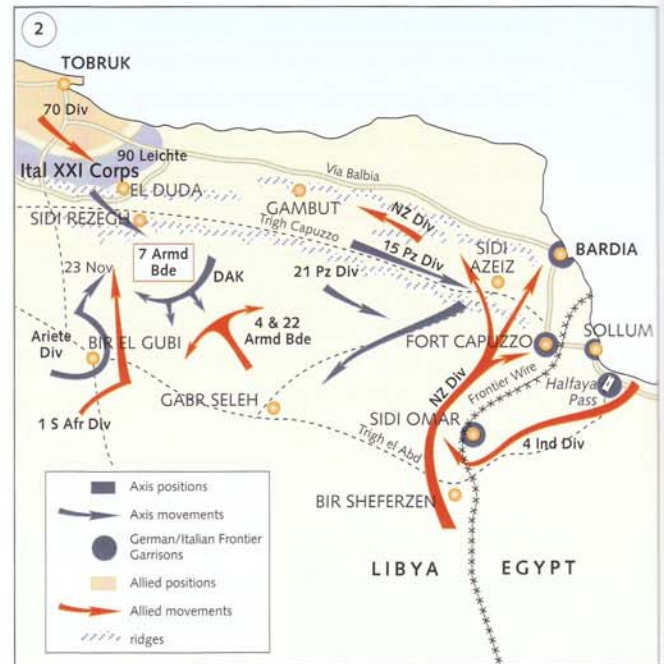 2
TOBRUK
70 Div
90 Leichte
Ital XXI Corps
EL DUDA
Via Balbia
SIDI REZEGH
GAMBUT
NZ Div
Trigh Capuzzo
7 Armd
Bde
15 Pz Div
SIDI
AZEIZ
BARDIA
23 Nov
DAK
21 Pz Div
Ariete
Div
BIR EL GUBI
4 & 22
Armd Bde
FORT CAPUZZO
SOLLUM
Frontier Wire
Halfaya
Pass
GABR SELEH
NZ Div
1 S Afr Div
SIDI OMAR
Trigh el Abd
4 Ind Div
BIR SHEFERZEN
Axis positions
Axis movements
German/Italian Frontier
Garrisons
Allied positions
Allied movements
ridges
LIBYA
EGYPT